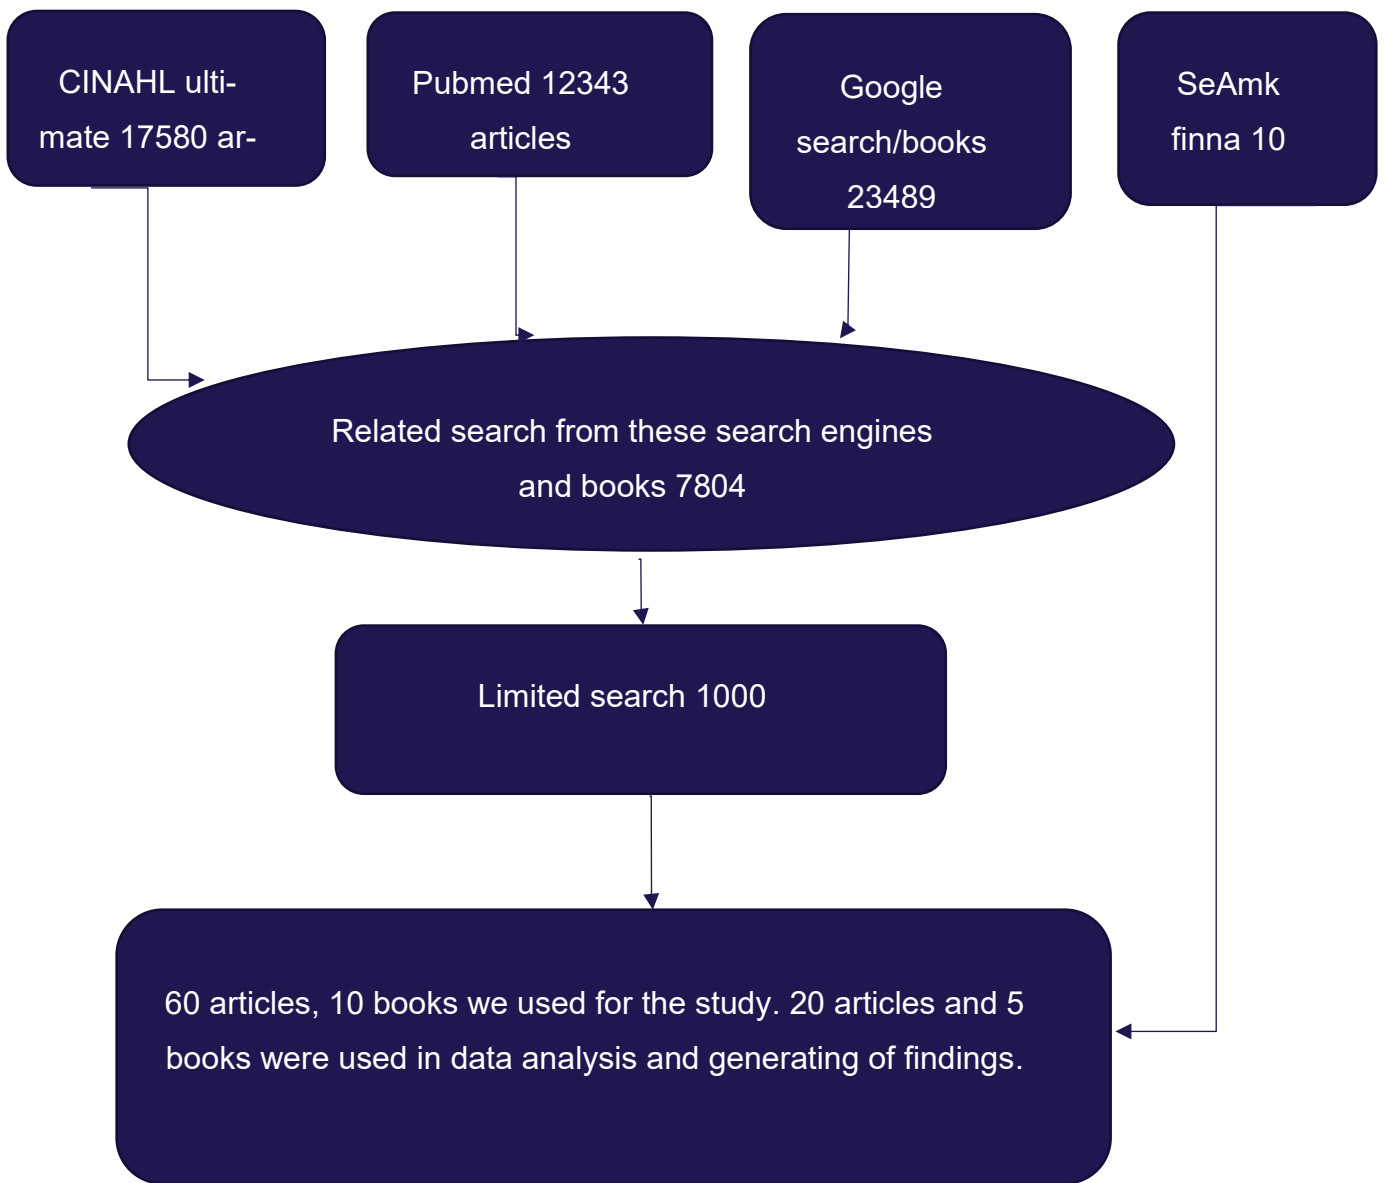 CINAHL ulti-
mate 17580 ar-
Pubmed 12343
articles
Google
search/books
23489
SeAmk
finna 10
Related search from these search engines
and books 7804
Limited search 1000
60 articles, 10 books we used for the study. 20 articles and 5
books were used in data analysis and generating of findings.